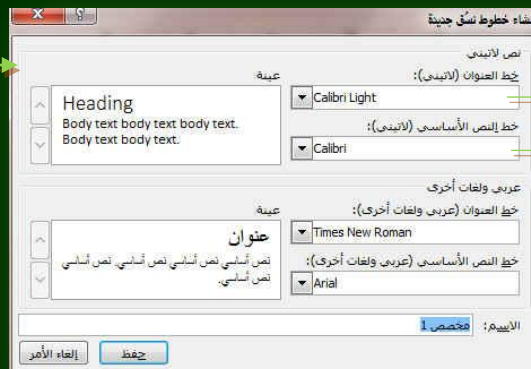 إنشاء خطوط نسُق جديدة
نص لاتيني
خط العنوان (لاتيني):
Calibri Light
خط النص الأساسي (لاتيني):
Calibri
عينة
Heading
Body text body text body text.
Body text body text.
عربي ولغات أخرى
خط العنوان (عربي ولغات أخرى):
Times New Roman
خط النص الأساسي (عربي ولغات أخرى):
Arial
عينة
عنوان
نص أساسي نص أساسي نص أساسي. نص أساسي
نص أساسي.
الاسم: مخصص 1
حفظ
إلغاء الأمر